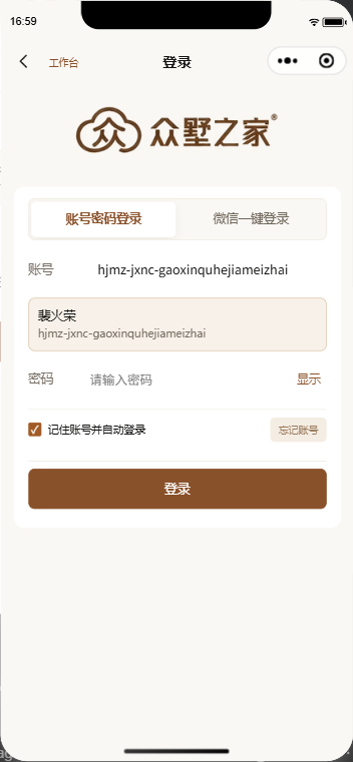 16:59
工作台
登录
众墅之家®
账号密码登录
微信一键登录
账号 hjmz-jxnc-gaoxinquhejiameizhai
裴火荣
hjmz-jxnc-gaoxinquhejiameizhai
密码 请输入密码 显示
记住账号并自动登录
忘记账号
登录